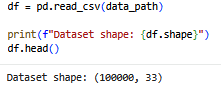 df = pd.read_csv(data_path)
print(f"Dataset shape: {df.shape}")
df.head()
Dataset shape: (100000, 33)